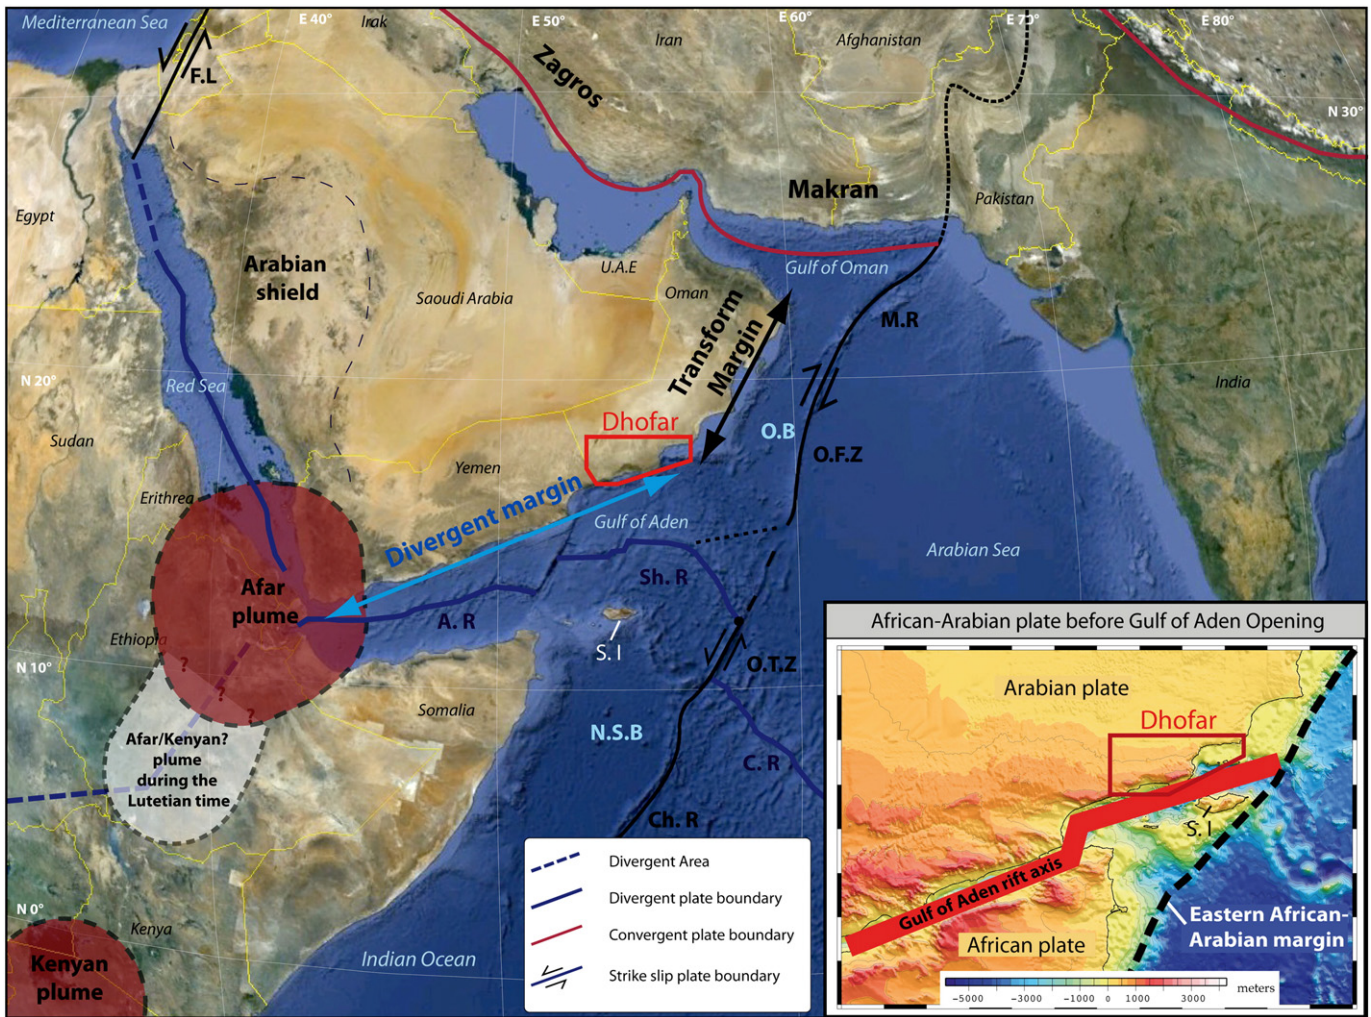 Mediterranean Sea
E 40°
Irak
E 50°
Iran
E 60°
Afghanistan
E 70°
E 80°
F.L
Zagros
N 30°
Egypt
Makran
Pakistan
Arabian
shield
Saoudi Arabia
U.A.E
Oman
Gulf of Oman
M.R
Transform
Margin
N 20°
Red Sea
India
Dhofar
O.B
O.F.Z
Sudan
Yemen
Erithrea
Divergent margin
Gulf of Aden
Arabian Sea
Afar
plume
Sh. R
A. R
Ethiopia
S. I
O.T.Z
N 10°
?
?
?
Somalia
N.S.B
C. R
Afar/Kenyan?
plume
during the
Lutetian time
Ch. R
N 0°
Kenya
Kenyan
plume
Indian Ocean
Divergent Area
Divergent plate boundary
Convergent plate boundary
Strike slip plate boundary
African-Arabian plate before Gulf of Aden Opening
Arabian plate
Dhofar
S. I
Gulf of Aden rift axis
African plate
Eastern African-
Arabian margin
meters
-5000 -3000 -1000 0 1000 3000